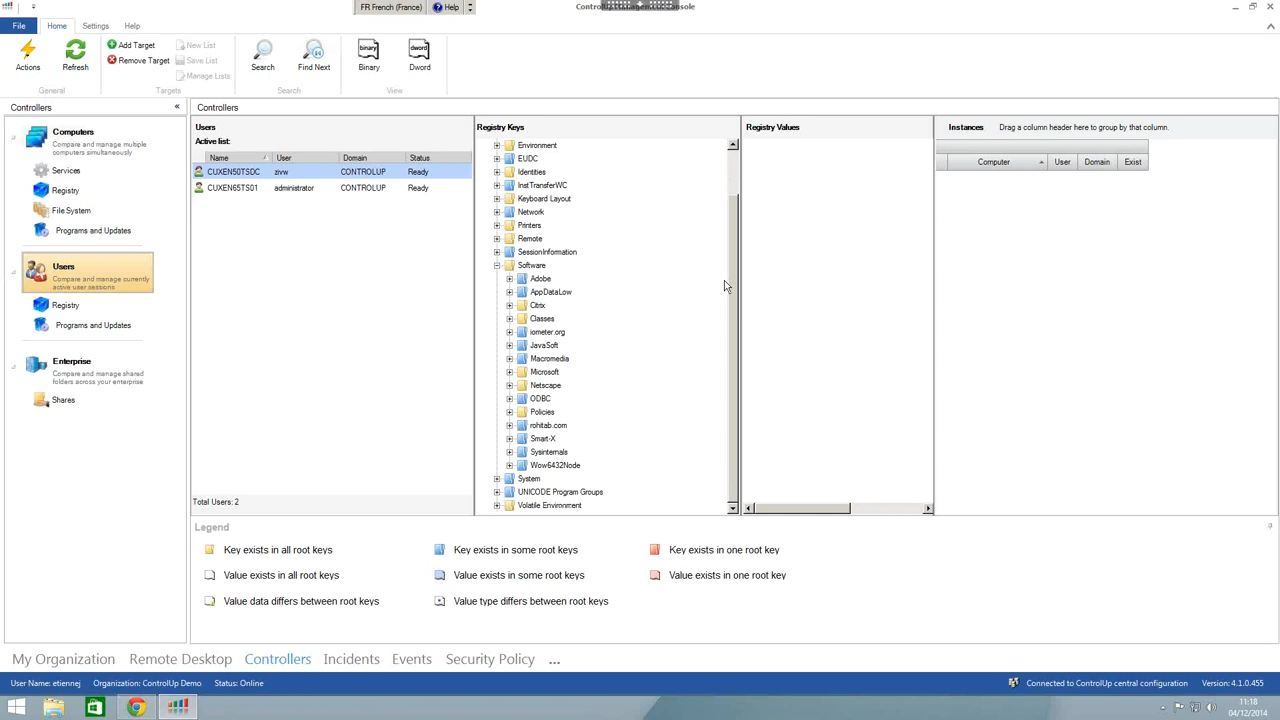 FR French (France)
Help
File
Home
Settings
Help
Actions
Refresh
Add Target
Remove Target
New List
Save List
Manage Lists
Search
Find Next
binary
Binary
dword
Dword
General
Targets
Search
View
Controllers «
Controllers
Computers
Compare and manage multiple
computers simultaneously
Services
Registry
File System
Programs and Updates
Users
Compare and manage currently
active user sessions
Registry
Programs and Updates
Enterprise
Compare and manage shared
folders across your enterprise
Shares
Users
Active list:
Name User Domain Status
CUXEN50TSDC zivw CONTROLUP Ready
CUXEN65TS01 administrator CONTROLUP Ready
Total Users: 2
Registry Keys
Environment
EUDC
Identities
InstTransferWC
Keyboard Layout
Network
Printers
Remote
SessionInformation
Software
Adobe
AppDataLow
Citrix
Classes
iometer.org
JavaSoft
Macromedia
Microsoft
Netscape
ODBC
Policies
rohitab.com
Smart-X
Sysinternals
Wow6432Node
System
UNICODE Program Groups
Volatile Environment
Registry Values
Instances Drag a column header here to group by that column.
Computer User Domain Exist
Legend
Key exists in all root keys
Key exists in some root keys
Key exists in one root key
Value exists in all root keys
Value exists in some root keys
Value exists in one root key
Value data differs between root keys
Value type differs between root keys
My Organization Remote Desktop Controllers Incidents Events Security Policy ...
User Name: etiennej Organization: ControlUp Demo Status: Online
Connected to ControlUp central configuration Version: 4.1.0.455
11:18
04/12/2014